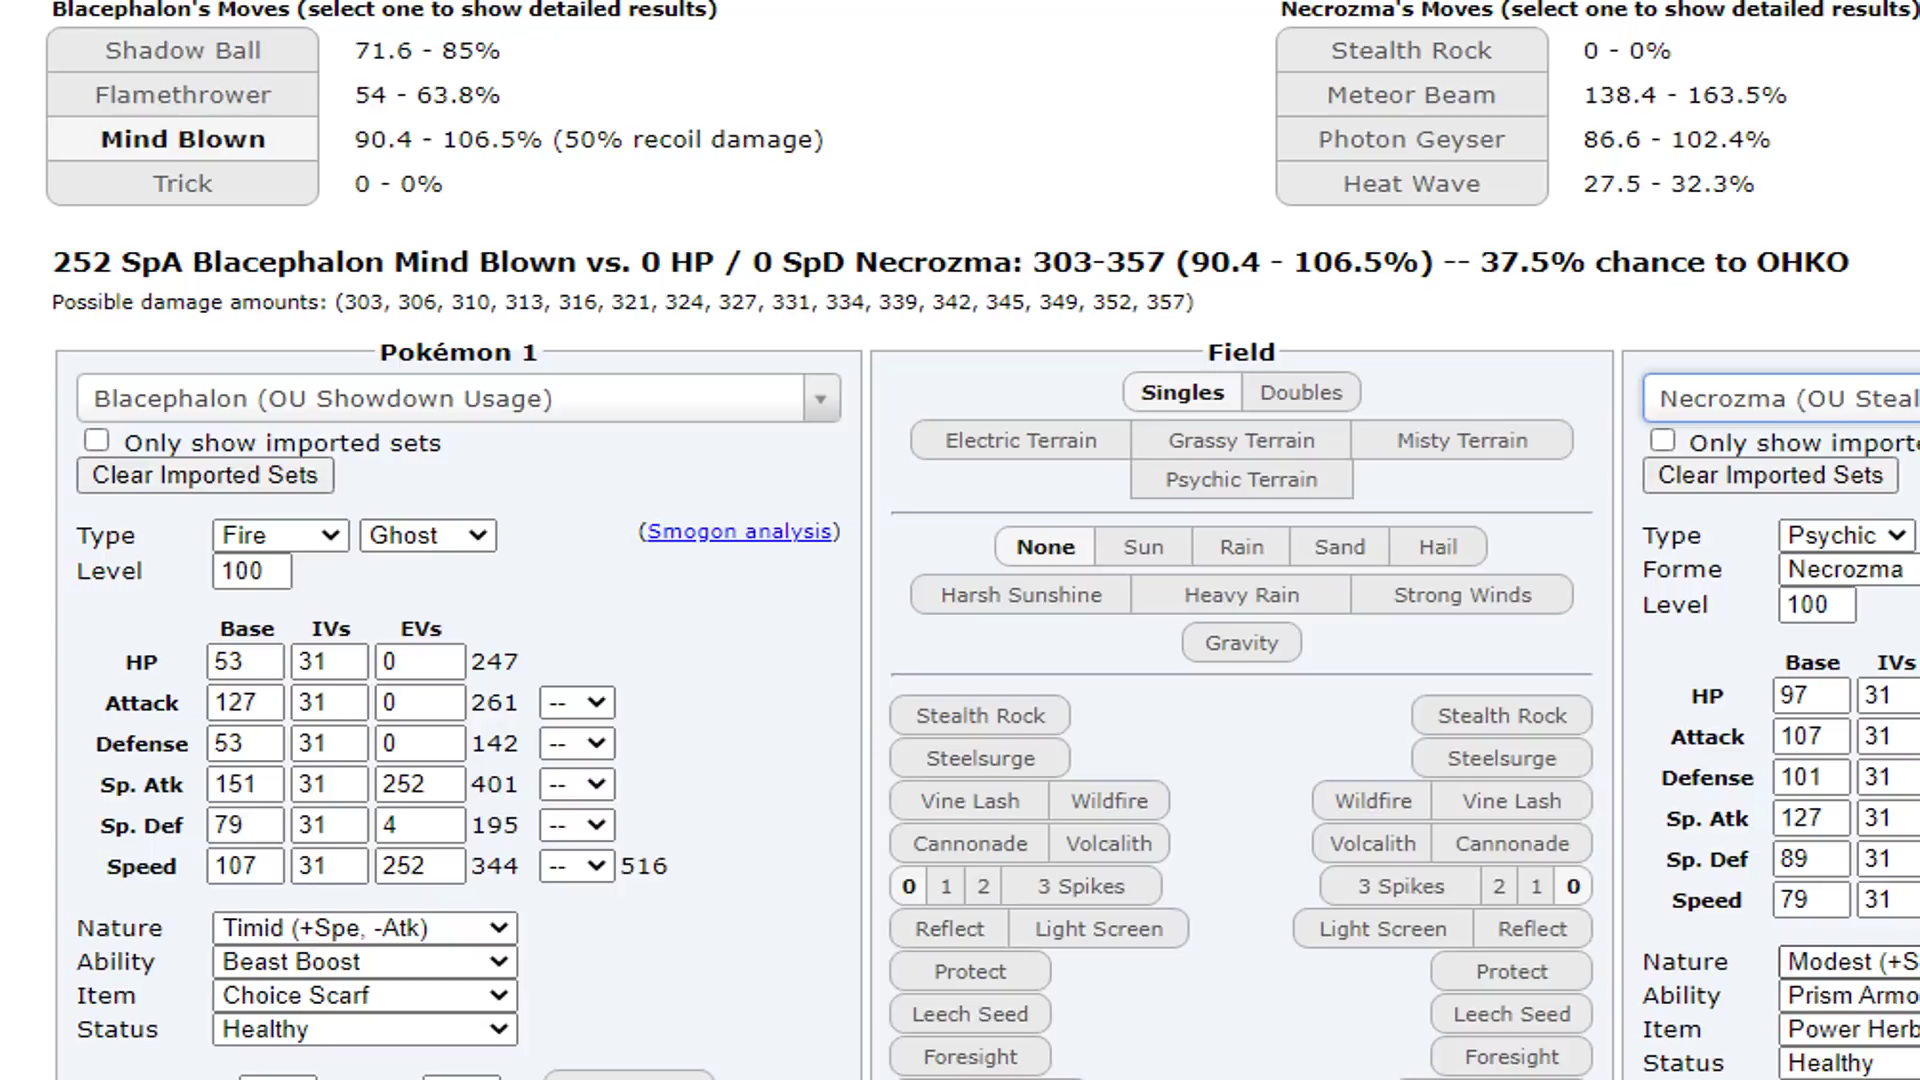 Blacephalon's Moves (select one to show detailed results)
Shadow Ball 71.6 - 85%
Flamethrower 54 - 63.8%
Mind Blown 90.4 - 106.5% (50% recoil damage)
Trick 0 - 0%
Necrozma's Moves (select one to show detailed results)
Stealth Rock 0 - 0%
Meteor Beam 138.4 - 163.5%
Photon Geyser 86.6 - 102.4%
Heat Wave 27.5 - 32.3%
252 SpA Blacephalon Mind Blown vs. 0 HP / 0 SpD Necrozma: 303-357 (90.4 - 106.5%) -- 37.5% chance to OHKO
Possible damage amounts: (303, 306, 310, 313, 316, 321, 324, 327, 331, 334, 339, 342, 345, 349, 352, 357)
Pokémon 1
Blacephalon (OU Showdown Usage)
Only show imported sets
Clear Imported Sets
Type Fire Ghost (Smogon analysis)
Level 100
Base IVs EVs
HP 53 31 0 247
Attack 127 31 0 261 --
Defense 53 31 0 142 --
Sp. Atk 151 31 252 401 --
Sp. Def 79 31 4 195 --
Speed 107 31 252 344 -- 516
Nature Timid (+Spe, -Atk)
Ability Beast Boost
Item Choice Scarf
Status Healthy
Field
Singles Doubles
Electric Terrain Grassy Terrain Misty Terrain
Psychic Terrain
None Sun Rain Sand Hail
Harsh Sunshine Heavy Rain Strong Winds
Gravity
Stealth Rock Stealth Rock
Steelsurge Steelsurge
Vine Lash Wildfire Wildfire Vine Lash
Cannonade Volcalith Volcalith Cannonade
0 1 2 3 Spikes 3 Spikes 2 1 0
Reflect Light Screen Light Screen Reflect
Protect Protect
Leech Seed Leech Seed
Foresight Foresight
Necrozma (OU Steal
Only show importe
Clear Imported Sets
Type Psychic
Forme Necrozma
Level 100
Base IVs
HP 97 31
Attack 107 31
Defense 101 31
Sp. Atk 127 31
Sp. Def 89 31
Speed 79 31
Nature Modest (+S
Ability Prism Armo
Item Power Herb
Status Healthy